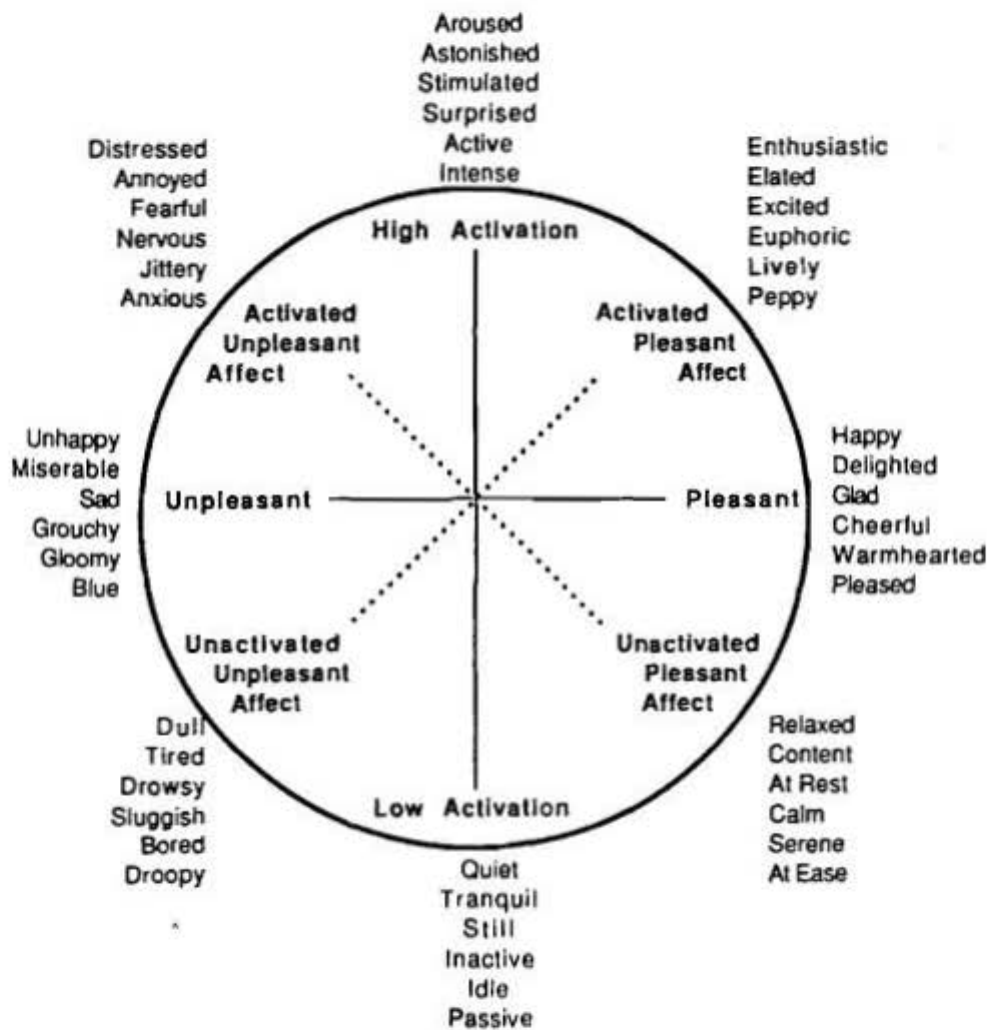 Aroused
Astonished
Stimulated
Surprised
Active
Intense
Distressed
Annoyed
Fearful
Nervous
Jittery
Anxious
Enthusiastic
Elated
Excited
Euphoric
Lively
Peppy
High Activation
Activated
Unpleasant
Affect
Activated
Pleasant
Affect
Unhappy
Miserable
Sad
Grouchy
Gloomy
Blue
Unpleasant
Pleasant
Happy
Delighted
Glad
Cheerful
Warmhearted
Pleased
Unactivated
Unpleasant
Affect
Unactivated
Pleasant
Affect
Dull
Tired
Drowsy
Sluggish
Bored
Droopy
Low Activation
Relaxed
Content
At Rest
Calm
Serene
At Ease
Quiet
Tranquil
Still
Inactive
Idle
Passive